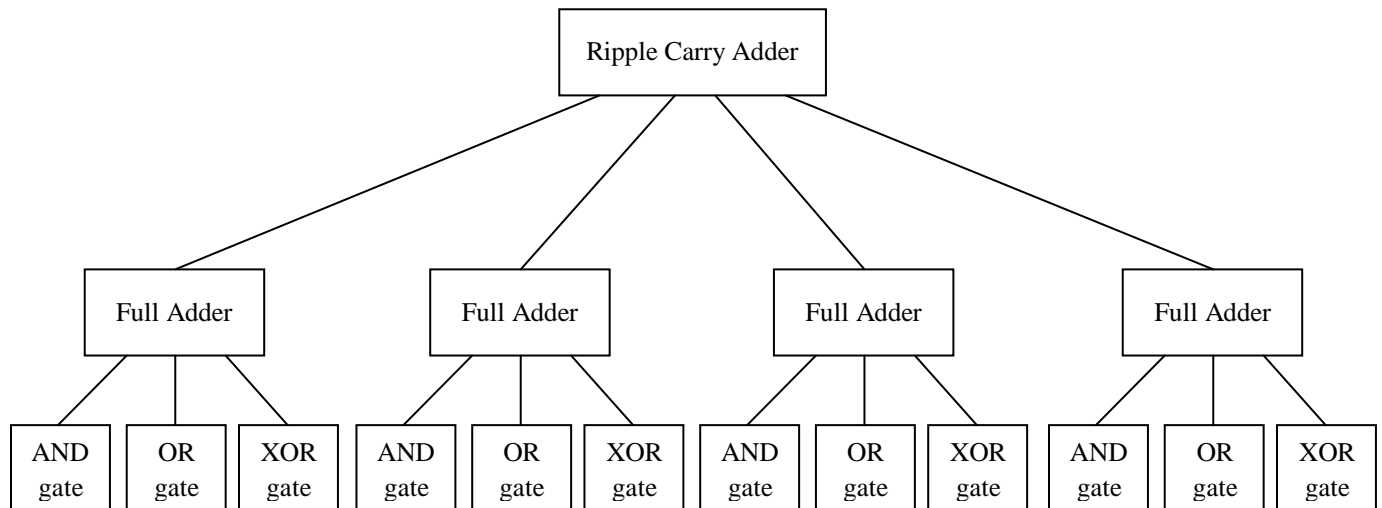 Ripple Carry Adder
Full Adder
Full Adder
Full Adder
Full Adder
AND
gate
OR
gate
XOR
gate
AND
gate
OR
gate
XOR
gate
AND
gate
OR
gate
XOR
gate
AND
gate
OR
gate
XOR
gate